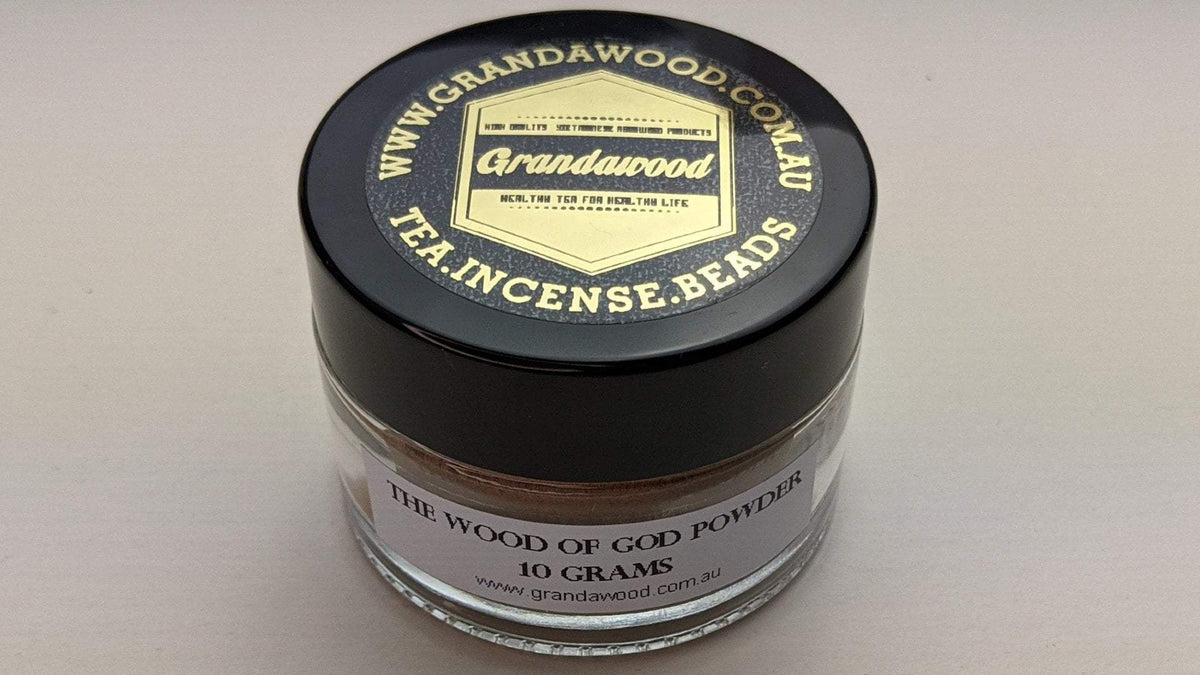 WWW.GRANDAWOOD.COM.AU
HIGH QUALITY VIETNAMESE AGARWOOD PRODUCTS
Grandawood
HEALTHY TEA FOR HEALTHY LIFE
TEA.INCENSE.BEADS
THE WOOD OF GOD POWDER
10 GRAMS
www.grandawood.com.au